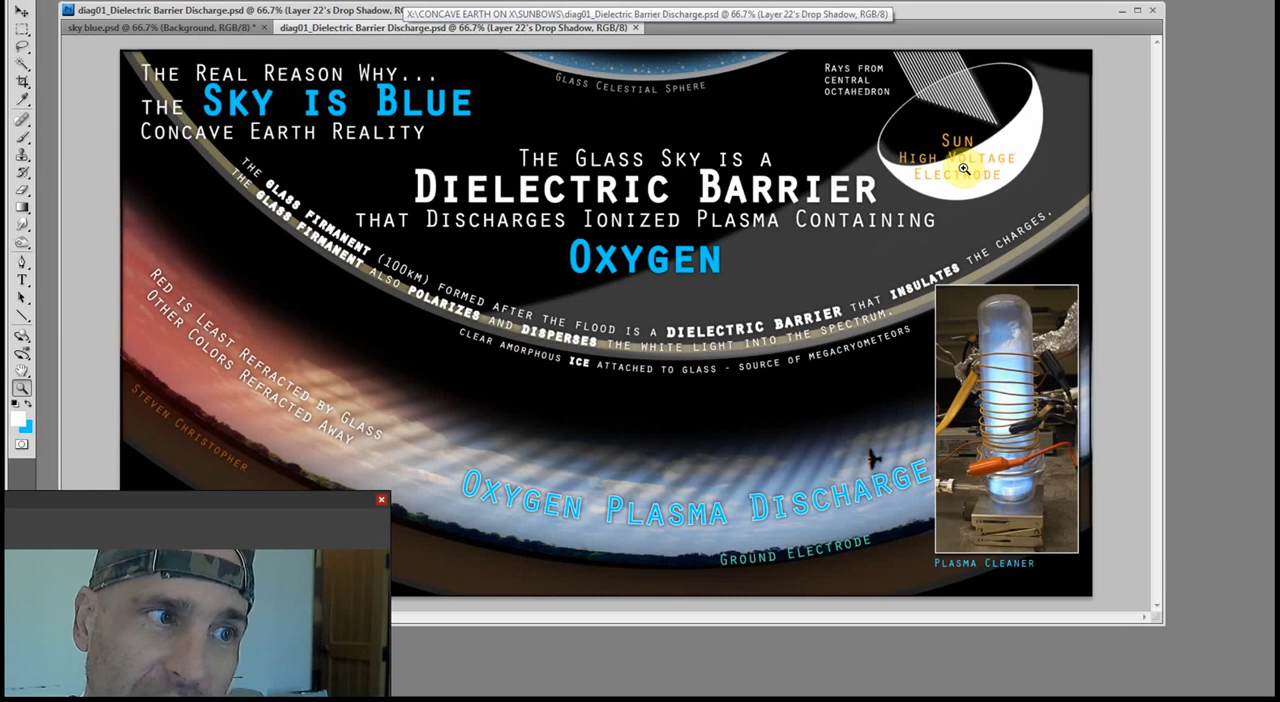 diag01_Dielectric Barrier Discharge.psd @ 66.7% (Layer 22's Drop Shadow, RG
X:\CONCAVE EARTH ON X\SUNBOWS\diag01_Dielectric Barrier Discharge.psd @ 66.7% (Layer 22's Drop Shadow, RGB/8)
sky blue.psd @ 66.7% (Background, RGB/8) *
diag01_Dielectric Barrier Discharge.psd @ 66.7% (Layer 22's Drop Shadow, RGB/8)
The Real Reason Why...
the Sky is Blue
Concave Earth Reality
Glass Celestial Sphere
Rays from
central
octahedron
Sun
High Voltage
Electrode
The Glass Sky is a
Dielectric Barrier
that Discharges Ionized Plasma Containing
Oxygen
The Glass Firmament (100km) formed after the flood is a Dielectric Barrier that insulates the charges.
The Glass Firmament also polarizes and disperses the white light into the spectrum.
Clear amorphous ice attached to glass - source of megacryometeors
Red is Least Refracted by Glass
Other Colors Refracted Away
Steven Christopher
Oxygen Plasma Discharge
Ground Electrode
Plasma Cleaner